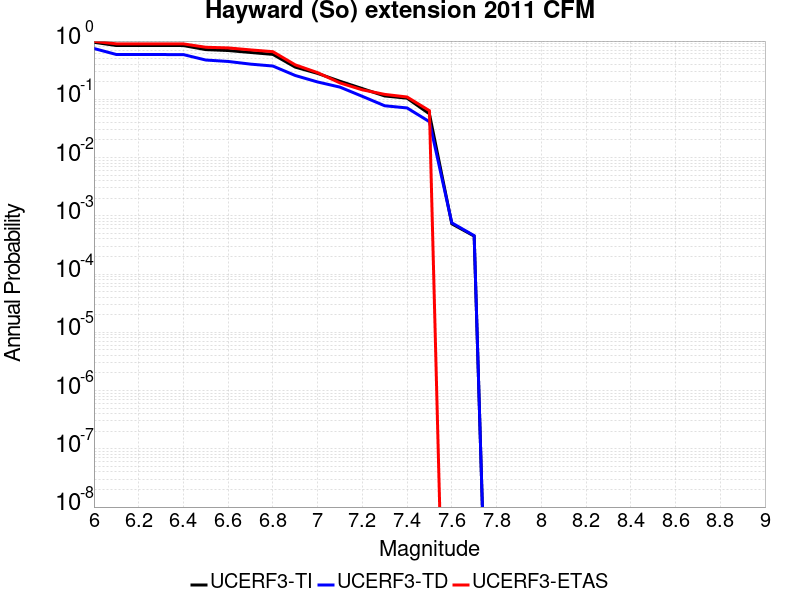 Hayward (So) extension 2011 CFM
Annual Probability
10^0
10^-1
10^-2
10^-3
10^-4
10^-5
10^-6
10^-7
10^-8
6 6.2 6.4 6.6 6.8 7 7.2 7.4 7.6 7.8 8 8.2 8.4 8.6 8.8 9
Magnitude
UCERF3-TI UCERF3-TD UCERF3-ETAS